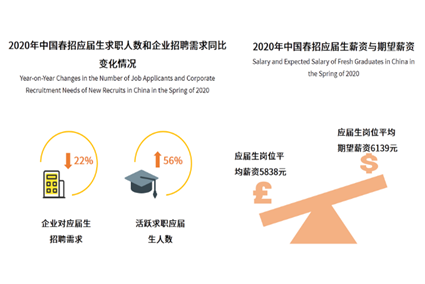 2020年中国春招应届生求职人数和企业招聘需求同比
变化情况
Year-on-Year Changes in the Number of Job Applicants and Corporate
Recruitment Needs of New Recruits in China in the Spring of 2020
22%
企业对应届生
招聘需求
56%
活跃求职应届
生人数
2020年中国春招应届生薪资与期望薪资
Salary and Expected Salary of Fresh Graduates in China in
the Spring of 2020
应届生岗位平
均薪资5838元
£
应届生岗位平均
期望薪资6139元
$